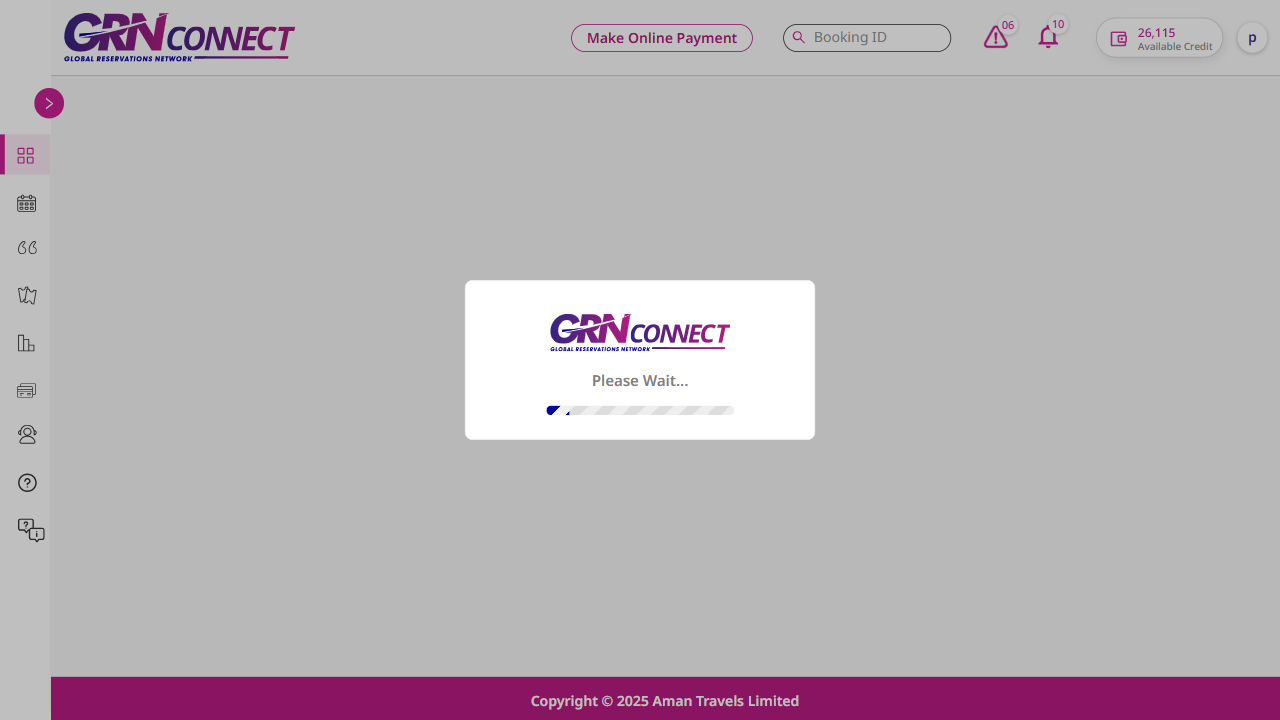 GRN CONNECT
GLOBAL RESERVATIONS NETWORK
Make Online Payment
Booking ID
06
10
26,115
Available Credit
p
GRN CONNECT
GLOBAL RESERVATIONS NETWORK
Please Wait...
Copyright © 2025 Aman Travels Limited